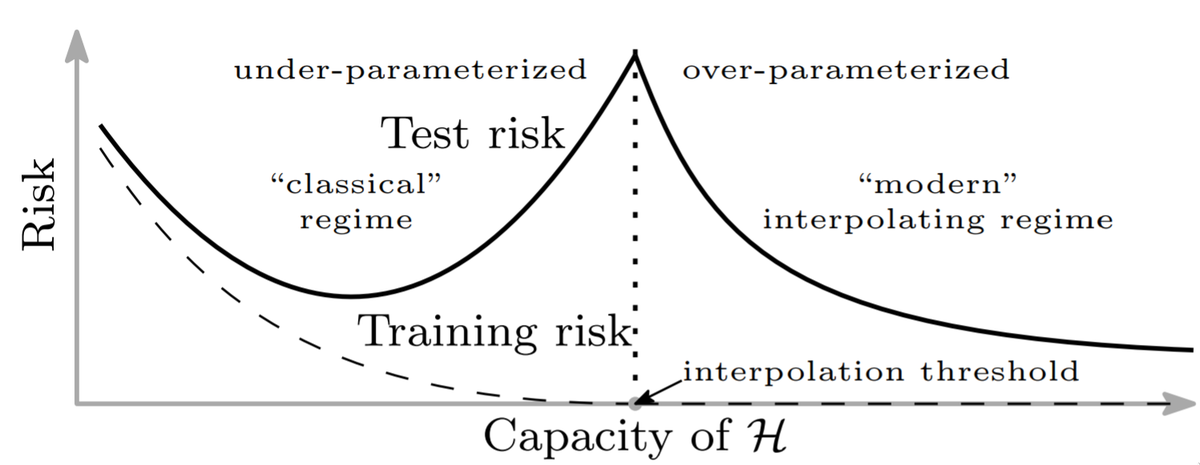 under-parameterized
over-parameterized
Test risk
“classical”
regime
“modern”
interpolating regime
Risk
Training risk
interpolation threshold
Capacity of ℋ